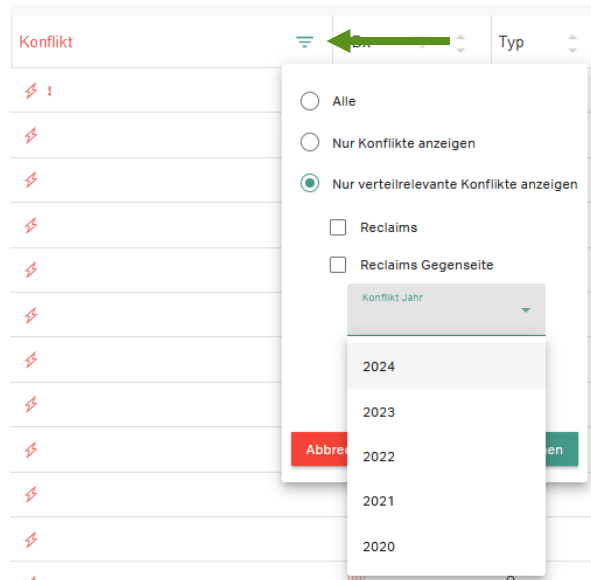 Konflikt
Typ
!
Alle
Nur Konflikte anzeigen
Nur verteilrelevante Konflikte anzeigen
Reclaims
Reclaims Gegenseite
Konflikt Jahr
2024
2023
2022
2021
2020